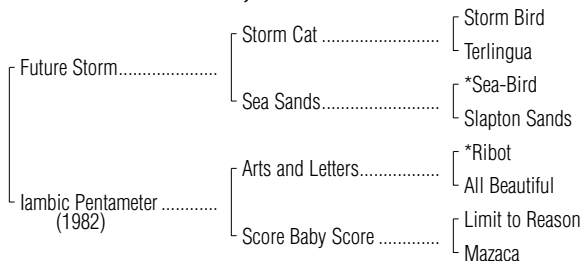 Storm Bird
Storm Cat ............................
Terlingua
Future Storm.......................
*Sea-Bird
Sea Sands............................
Slapton Sands
*Ribot
Arts and Letters...................
All Beautiful
Iambic Pentameter .............
(1982)
Limit to Reason
Score Baby Score ..............
Mazaca